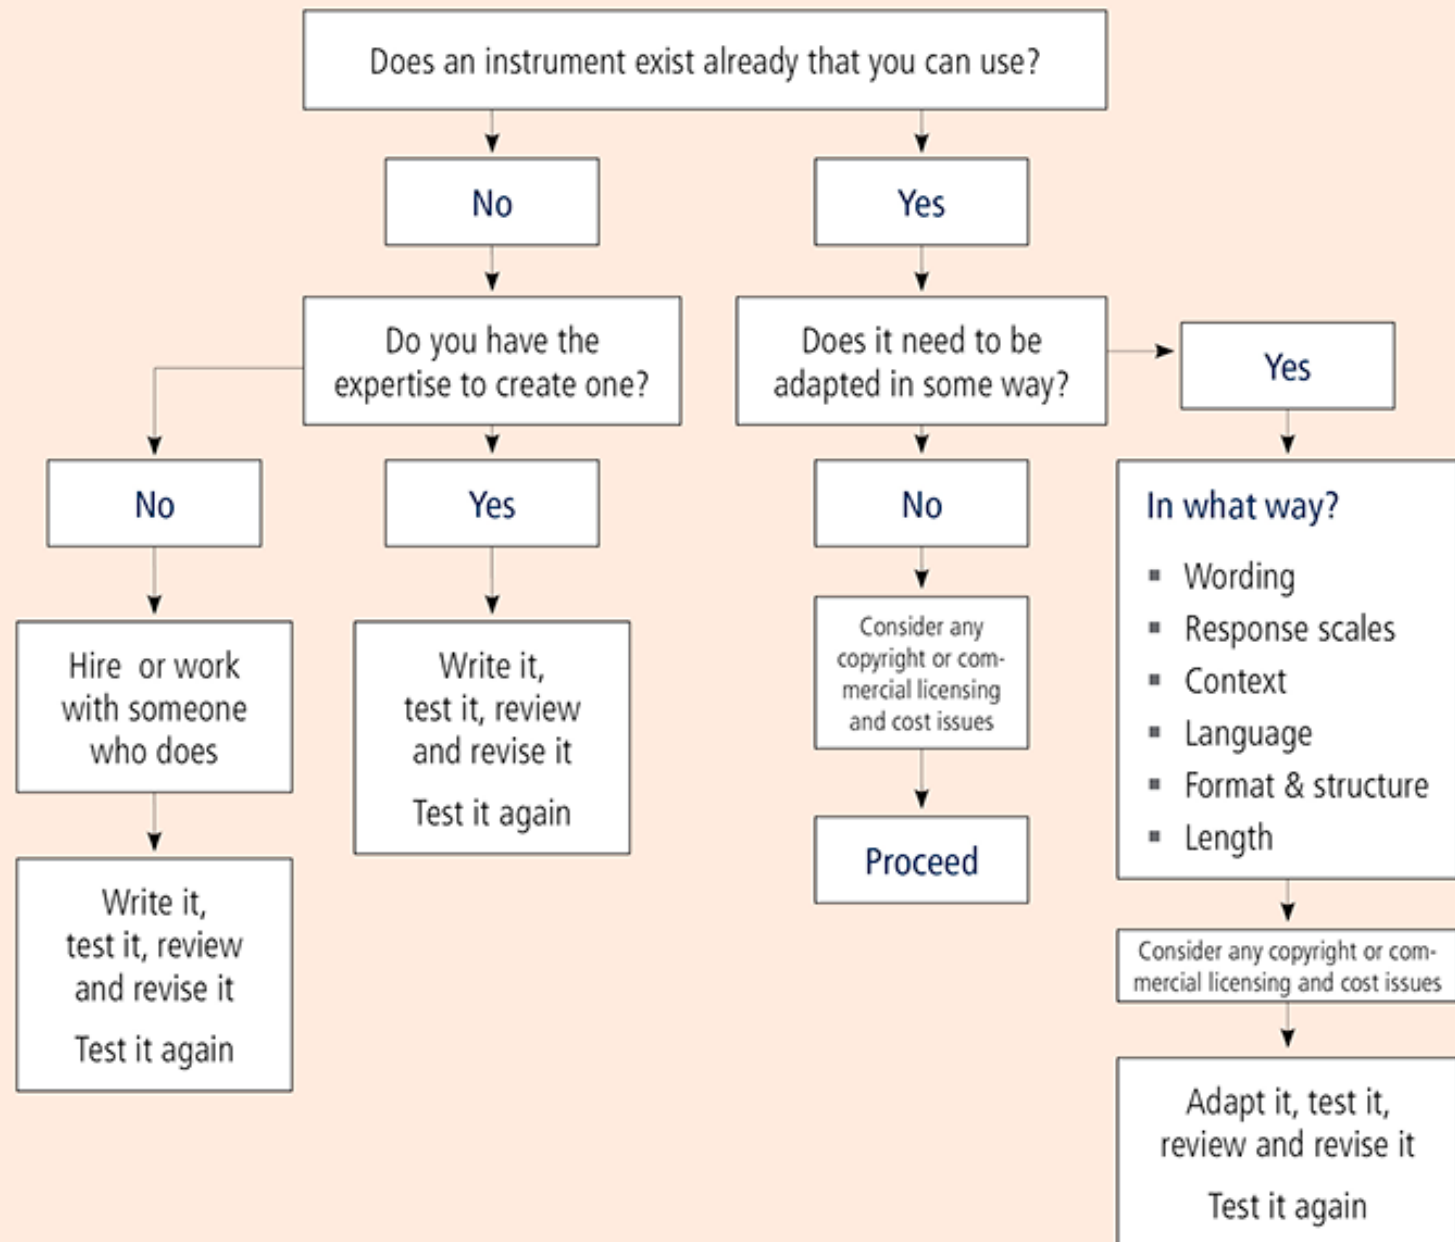 Does an instrument exist already that you can use?
No
Yes
Do you have the
expertise to create one?
Does it need to be
adapted in some way?
Yes
No
Yes
No
In what way?
▪ Wording
▪ Response scales
▪ Context
▪ Language
▪ Format & structure
▪ Length
Hire or work
with someone
who does
Write it,
test it, review
and revise it
Test it again
Consider any
copyright or com-
mercial licensing
and cost issues
Proceed
Write it,
test it, review
and revise it
Test it again
Consider any copyright or com-
mercial licensing and cost issues
Adapt it, test it,
review and revise it
Test it again